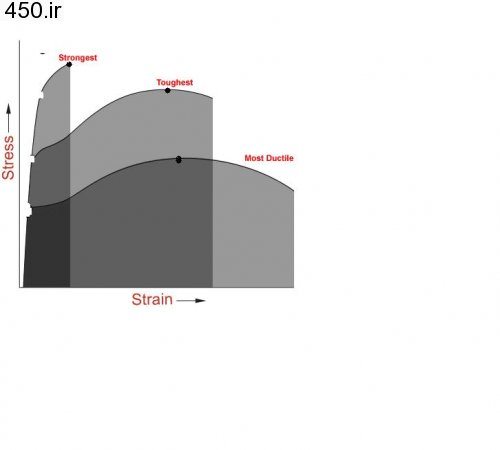 450.ir
Strongest
Toughest
Most Ductile
Stress
Strain